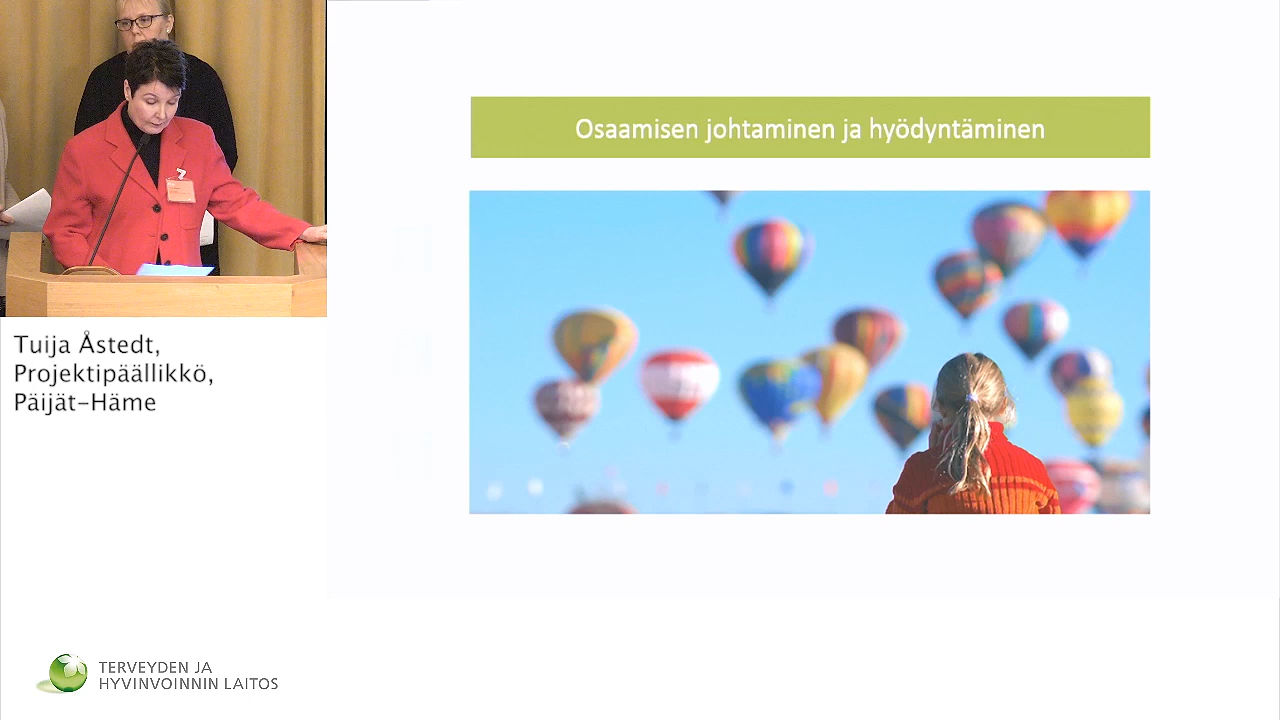 Osaamisen johtaminen ja hyödyntäminen
Tuija Åstedt,
Projektipäällikkö,
Päijät-Häme
TERVEYDEN JA
HYVINVOINNIN LAITOS